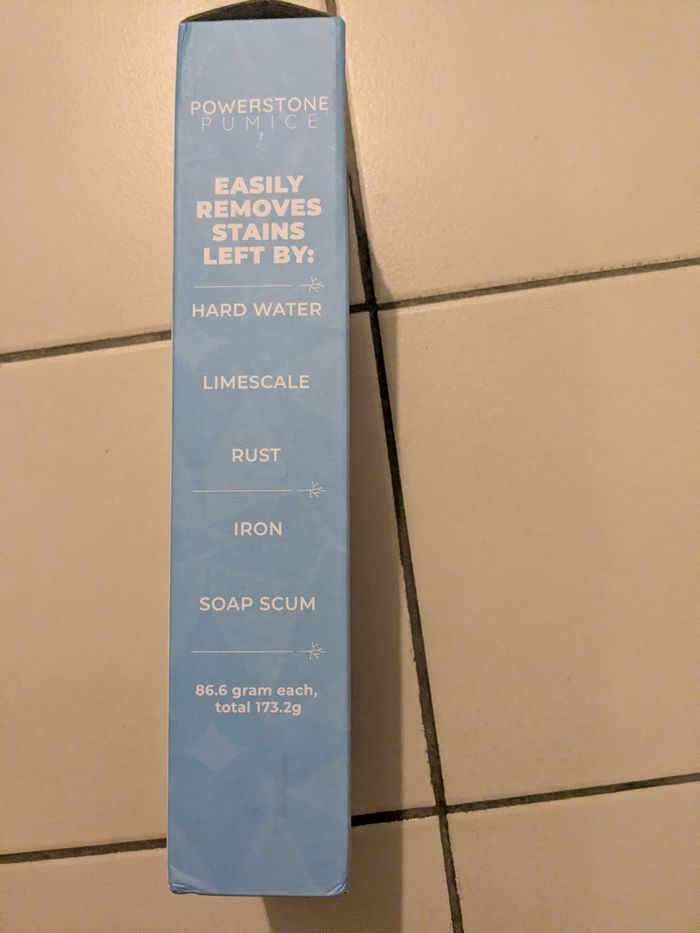 POWERSTONE
PUMICE
EASILY
REMOVES
STAINS
LEFT BY:
HARD WATER
LIMESCALE
RUST
IRON
SOAP SCUM
86.6 gram each,
total 173.2g